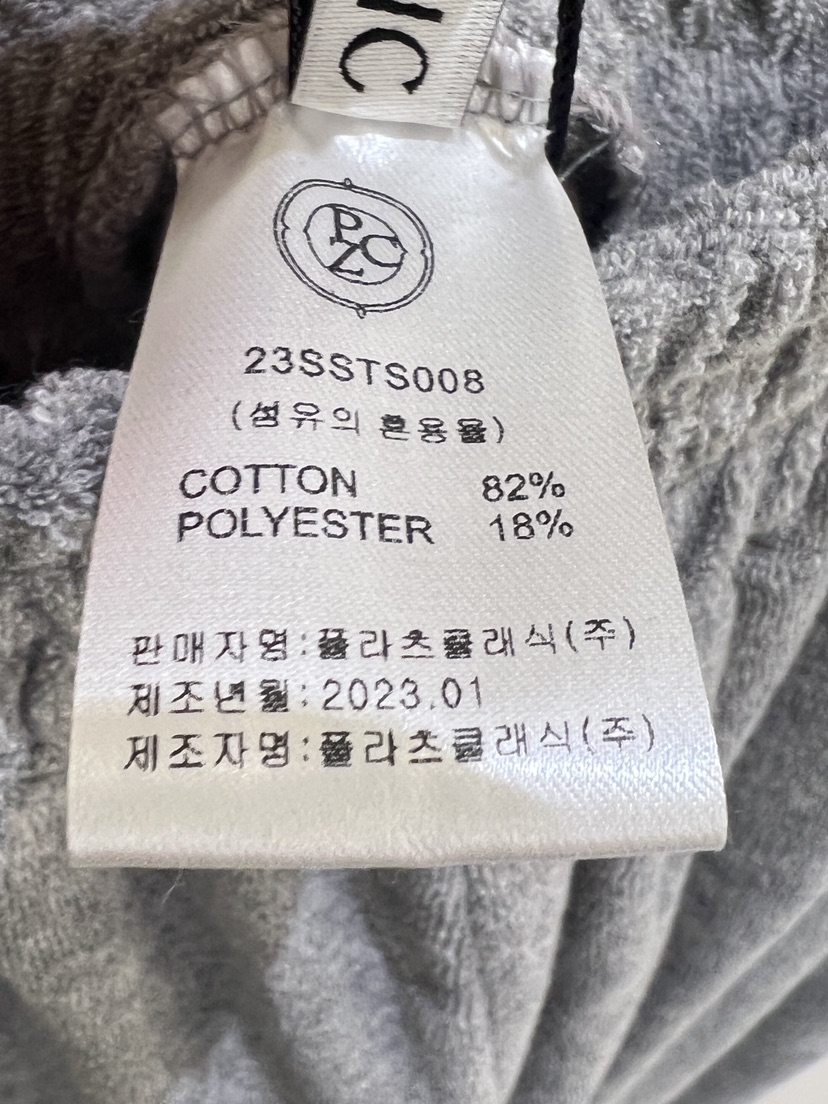 IC
PZC
23SSTS008
(섬유의 혼용율)
COTTON 82%
POLYESTER 18%
판매자명:플라츠클래식(주)
제조년월:2023.01
제조자명:플라츠클래식(주)